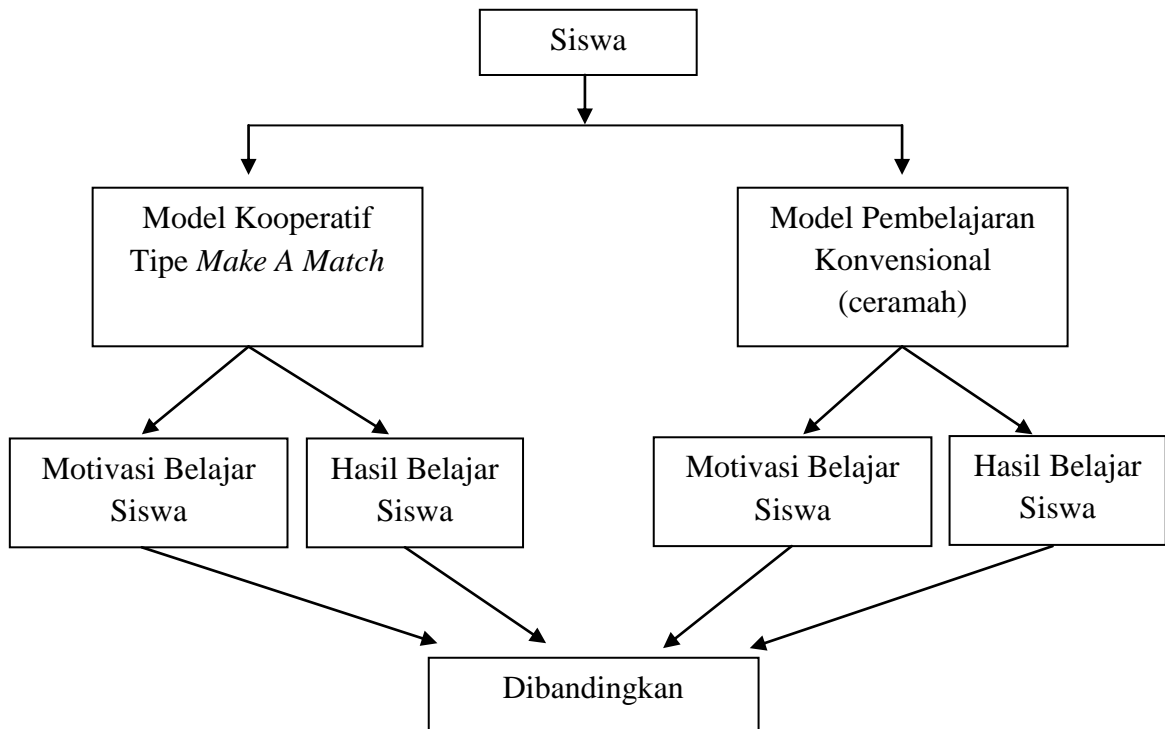 Siswa
Model Kooperatif
Tipe Make A Match
Model Pembelajaran
Konvensional
(ceramah)
Motivasi Belajar
Siswa
Hasil Belajar
Siswa
Motivasi Belajar
Siswa
Hasil Belajar
Siswa
Dibandingkan